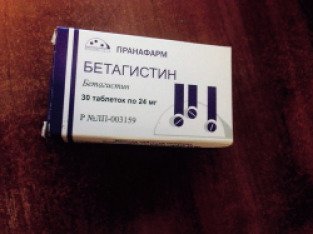 ПРАНАФАРМ
БЕТАГИСТИН
Бетагистин
30 таблеток по 24 мг
Р №ЛП-003159